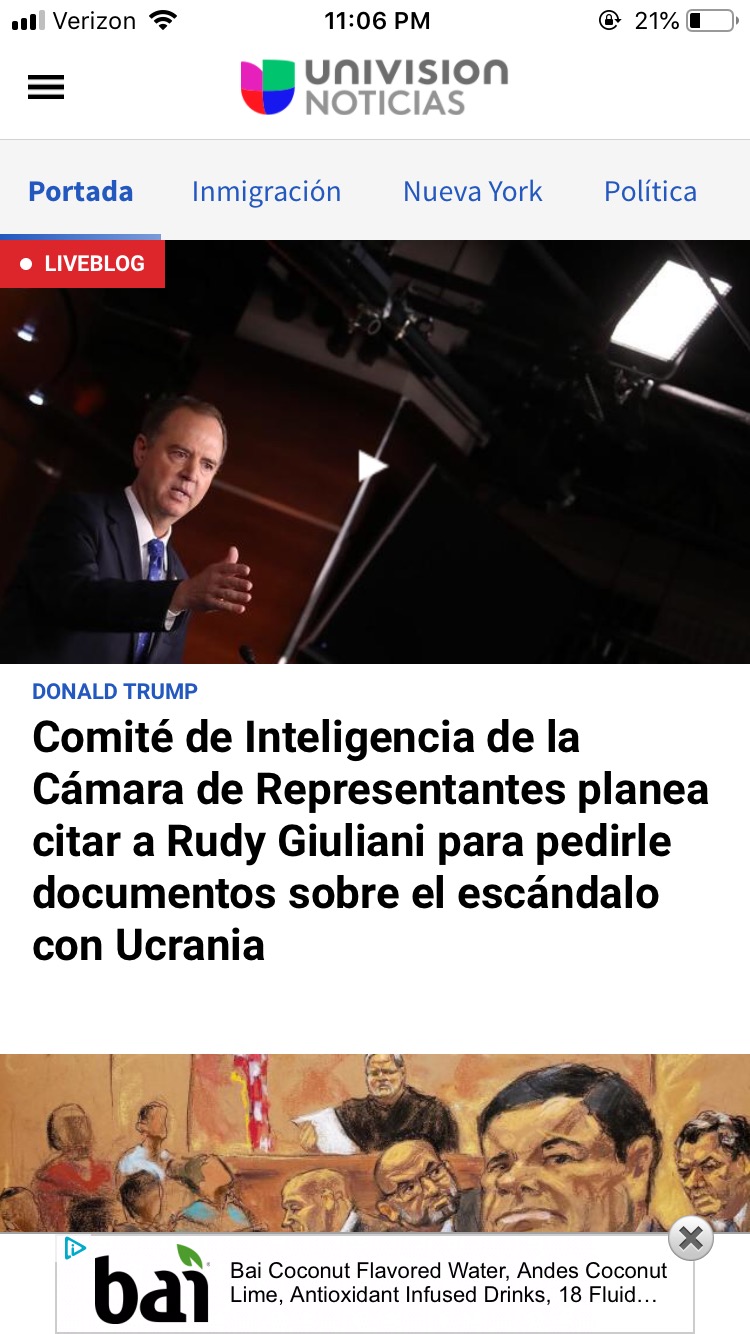 Verizon 11:06 PM 21%
UNIVISION
NOTICIAS
Portada Inmigración Nueva York Política
LIVEBLOG
DONALD TRUMP
Comité de Inteligencia de la
Cámara de Representantes planea
citar a Rudy Giuliani para pedirle
documentos sobre el escándalo
con Ucrania
bai
Bai Coconut Flavored Water, Andes Coconut
Lime, Antioxidant Infused Drinks, 18 Fluid...